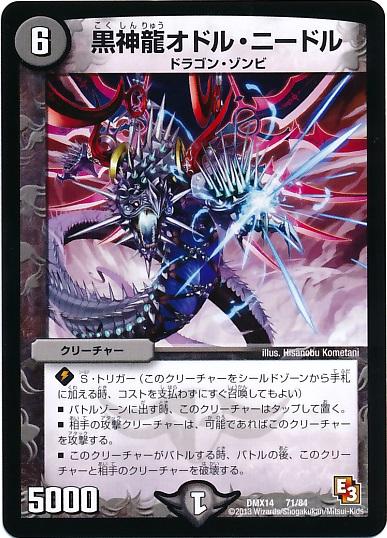 6
こくしんりゅう
黒神龍オドル・ニードル
ドラゴン・ゾンビ
illus. Hisanobu Kometani
クリーチャー
S・トリガー（このクリーチャーをシールドゾーンから手札
に加える時、コストを支払わずにすぐ召喚してもよい）
■ バトルゾーンに出す時、このクリーチャーはタップして置く。
■ 相手の攻撃クリーチャーは、可能であればこのクリーチャー
を攻撃する。
■ このクリーチャーがバトルする時、バトルの後、このクリー
チャーと相手のクリーチャーを破壊する。
5000
1
DMX14 71/84
©2013 Wizards/Shogakukan/Mitsui-Kids
E3